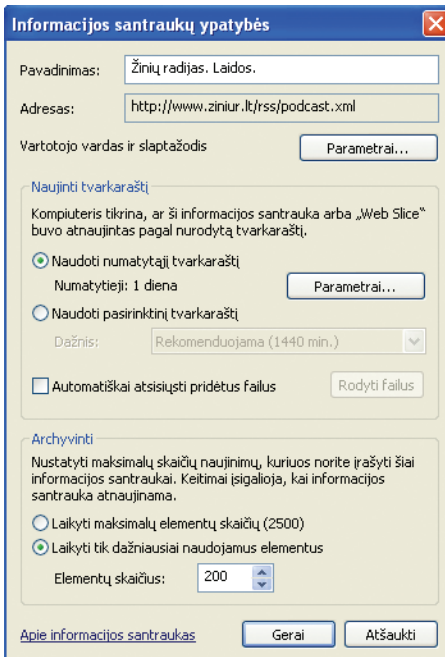 Informacijos santraukų ypatybės
Pavadinimas: Žinių radijas. Laidos.
Adresas: http://www.ziniur.lt/rss/podcast.xml
Vartotojo vardas ir slaptažodis Parametrai...
Naujinti tvarkaraštį
Kompiuteris tikrina, ar ši informacijos santrauka arba „Web Slice"
buvo atnaujintas pagal nurodytą tvarkaraštį.
Naudoti numatytąjį tvarkaraštį
Numatytieji: 1 diena Parametrai...
Naudoti pasirinktinį tvarkaraštį
Dažnis: Rekomenduojama (1440 min.)
Automatiškai atsisiųsti pridėtus failus Rodyti failus
Archyvinti
Nustatyti maksimalų skaičių naujinimų, kuriuos norite įrašyti šiai
informacijos santraukai. Keitimai įsigalioja, kai informacijos
santrauka atnaujinama.
Laikyti maksimalų elementų skaičių (2500)
Laikyti tik dažniausiai naudojamus elementus
Elementų skaičius: 200
Apie informacijos santraukas Gerai Atšaukti